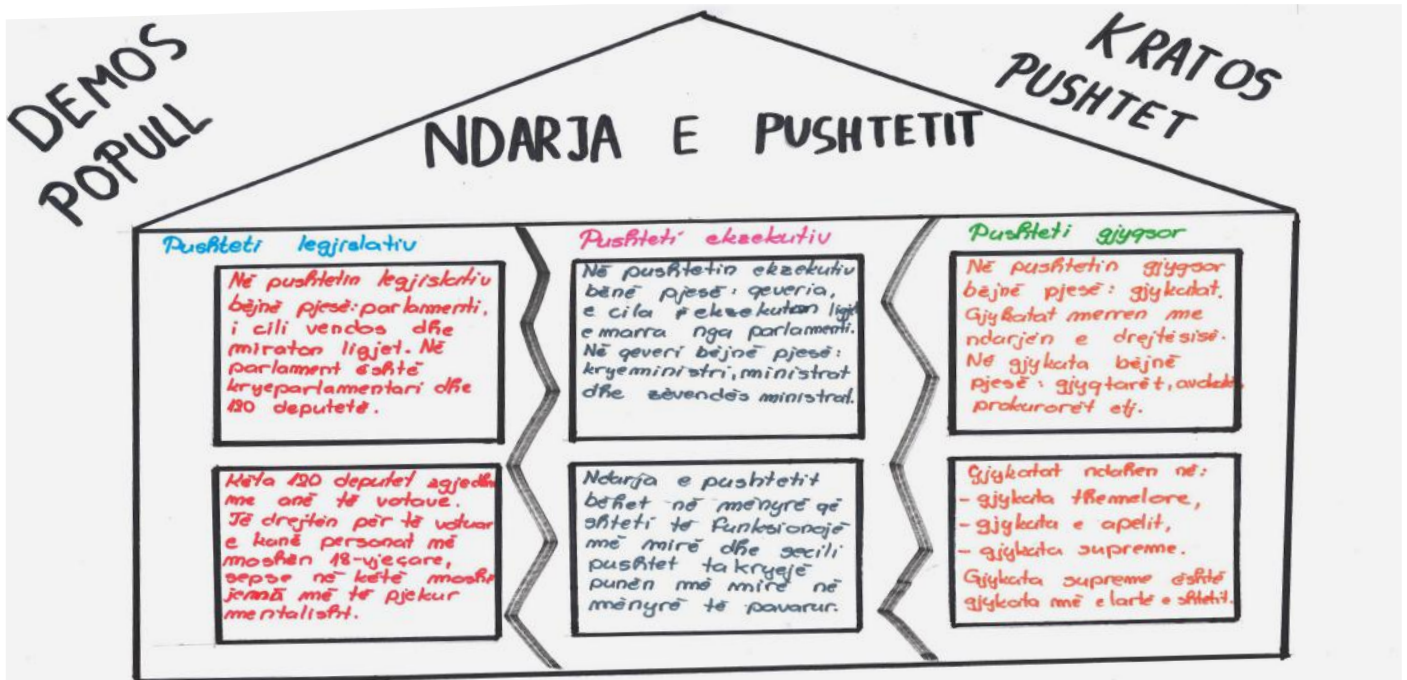 DEMOS
POPULL
KRATOS
PUSHTET
NDARJA E PUSHTETIT
Pushteti legjislativ
Në pushtetin legjislativ
bëjnë pjesë: parlamenti,
i cili vendos dhe
miraton ligjet. Në
parlament është
kryeparlamentari dhe
120 deputetë.
Këta 120 deputet zgjedhen
me anë të votave.
Të drejtën për të votuar
e kanë personat me
moshën 18-vjeçare,
sepse në këtë moshë
jemi më të pjekur
mentalisht.
Pushteti ekzekutiv
Në pushtetin ekzekutiv
bënë pjesë: qeveria,
e cila ekzekuton ligjet
e marra nga parlamenti.
Në qeveri bëjnë pjesë:
kryeministri, ministrat
dhe zëvendës ministrat.
Ndarja e pushtetit
bëhet në mënyrë që
shteti të funksionojë
më mirë dhe secili
pushtet ta kryejë
punën më mirë në
mënyrë të pavarur.
Pushteti gjyqsor
Në pushtetin gjyqsor
bëjnë pjesë: gjykatat.
Gjykatat merren me
ndarjën e drejtësisë.
Në gjykata bëjnë
pjesë: gjyqtarët,
prokurorët etj.
Gjykatat ndahen në:
- gjykata themelore,
- gjykata e apelit,
- gjykata supreme.
Gjykata supreme është
gjykata më e lartë e shtetit.